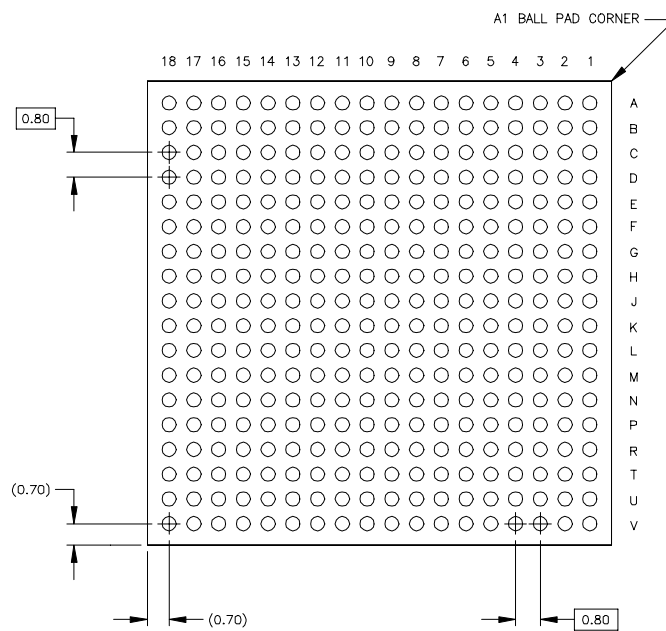 A1 BALL PAD CORNER
18 17 16 15 14 13 12 11 10 9 8 7 6 5 4 3 2 1
A
0.80
B
C
D
E
F
G
H
J
K
L
M
N
P
R
T
(0.70)
U
V
(0.70)
0.80